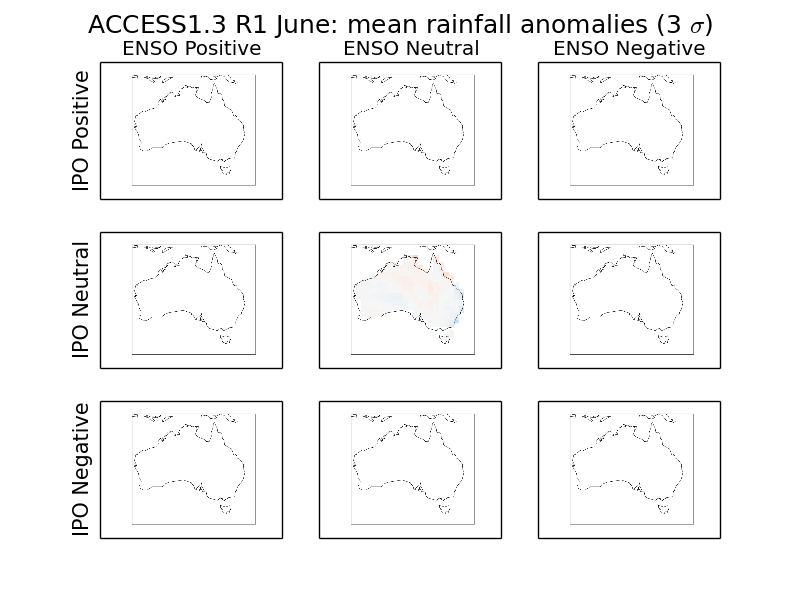 ACCESS1.3 R1 June: mean rainfall anomalies (3 σ)
ENSO Positive ENSO Neutral ENSO Negative
IPO Positive
IPO Neutral
IPO Negative